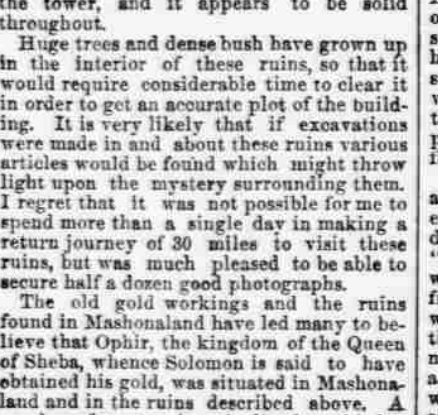 the tower, and it appears to be solid
throughout.
Huge trees and dense bush have grown up
in the interior of these ruins, so that it
would require considerable time to clear it
in order to get an accurate plot of the build-
ing. It is very likely that if excavations
were made in and about these ruins various
articles would be found which might throw
light upon the mystery surrounding them.
I regret that it was not possible for me to
spend more than a single day in making a
return journey of 30 miles to visit these
ruins, but was much pleased to be able to
secure half a dozen good photographs.
The old gold workings and the ruins
found in Mashonaland have led many to be-
lieve that Ophir, the kingdom of the Queen
of Sheba, whence Solomon is said to have
obtained his gold, was situated in Mashona-
land and in the ruins described above. A